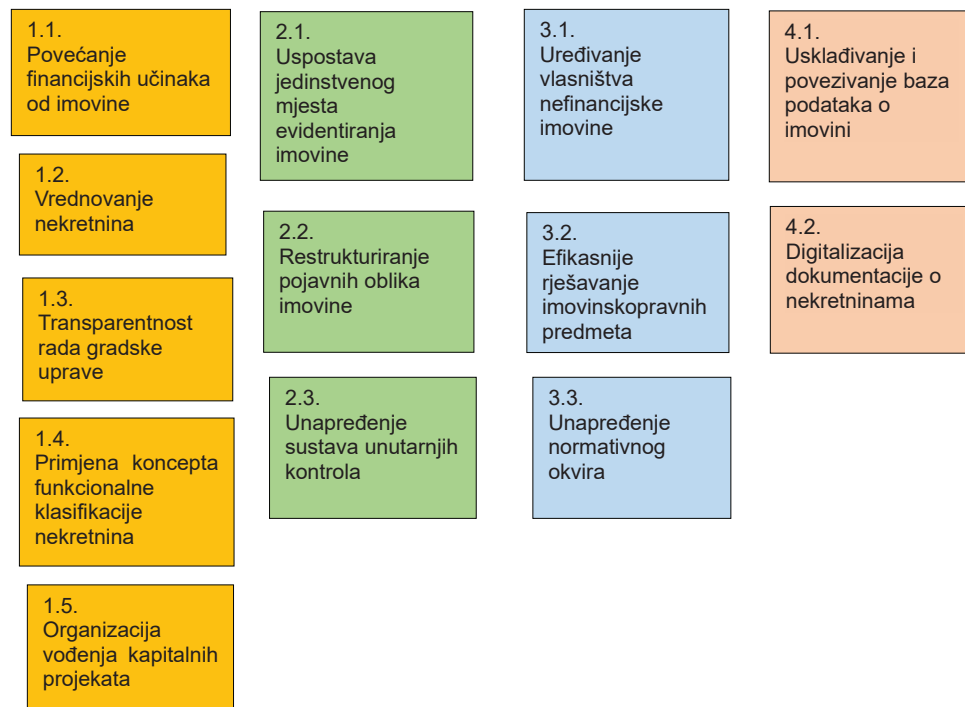 1.1.
Povećanje
financijskih učinaka
od imovine
1.2.
Vrednovanje
nekretnina
1.3.
Transparentnost
rada gradske
uprave
1.4.
Primjena koncepta
funkcionalne
klasifikacije
nekretnina
1.5.
Organizacija
vođenja kapitalnih
projekata
2.1.
Uspostava
jedinstvenog
mjesta
evidentiranja
imovine
2.2.
Restrukturiranje
pojavnih oblika
imovine
2.3.
Unapređenje
sustava unutarnjih
kontrola
3.1.
Uređivanje
vlasništva
nefinancijske
imovine
3.2.
Efikasnije
rješavanje
imovinskopravnih
predmeta
3.3.
Unapređenje
normativnog
okvira
4.1.
Usklađivanje i
povezivanje baza
podataka o
imovini
4.2.
Digitalizacija
dokumentacije o
nekretninama